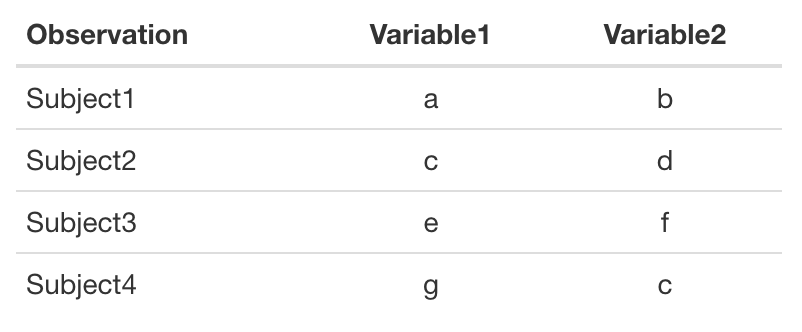 Observation Variable1 Variable2
Subject1 a b
Subject2 c d
Subject3 e f
Subject4 g c